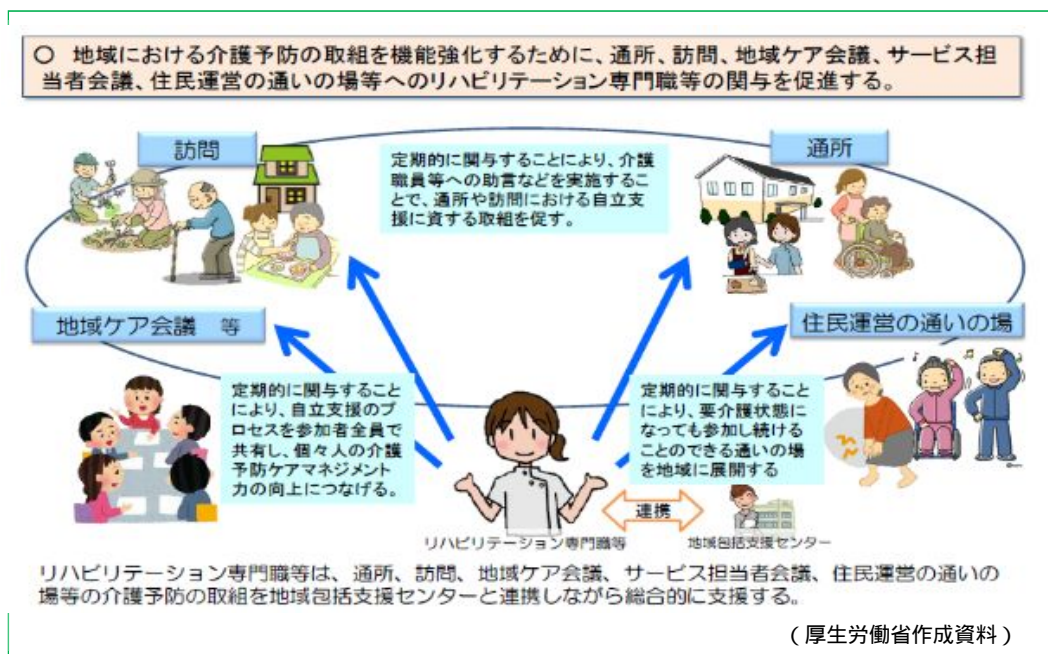 ○ 地域における介護予防の取組を機能強化するために、通所、訪問、地域ケア会議、サービス担
当者会議、住民運営の通いの場等へのリハビリテーション専門職等の関与を促進する。
訪問
通所
定期的に関与することにより、介護
職員等への助言などを実施するこ
とで、通所や訪問における自立支
援に資する取組を促す。
地域ケア会議 等
住民運営の通いの場
定期的に関与すること
により、自立支援のプ
ロセスを参加者全員で
共有し、個々人の介護
予防ケアマネジメント
力の向上につなげる。
定期的に関与すること
により、要介護状態に
なっても参加し続ける
ことのできる通いの場
を地域に展開する
連携
リハビリテーション専門職等
地域包括支援センター
リハビリテーション専門職等は、通所、訪問、地域ケア会議、サービス担当者会議、住民運営の通いの
場等の介護予防の取組を地域包括支援センターと連携しながら総合的に支援する。
(厚生労働省作成資料)